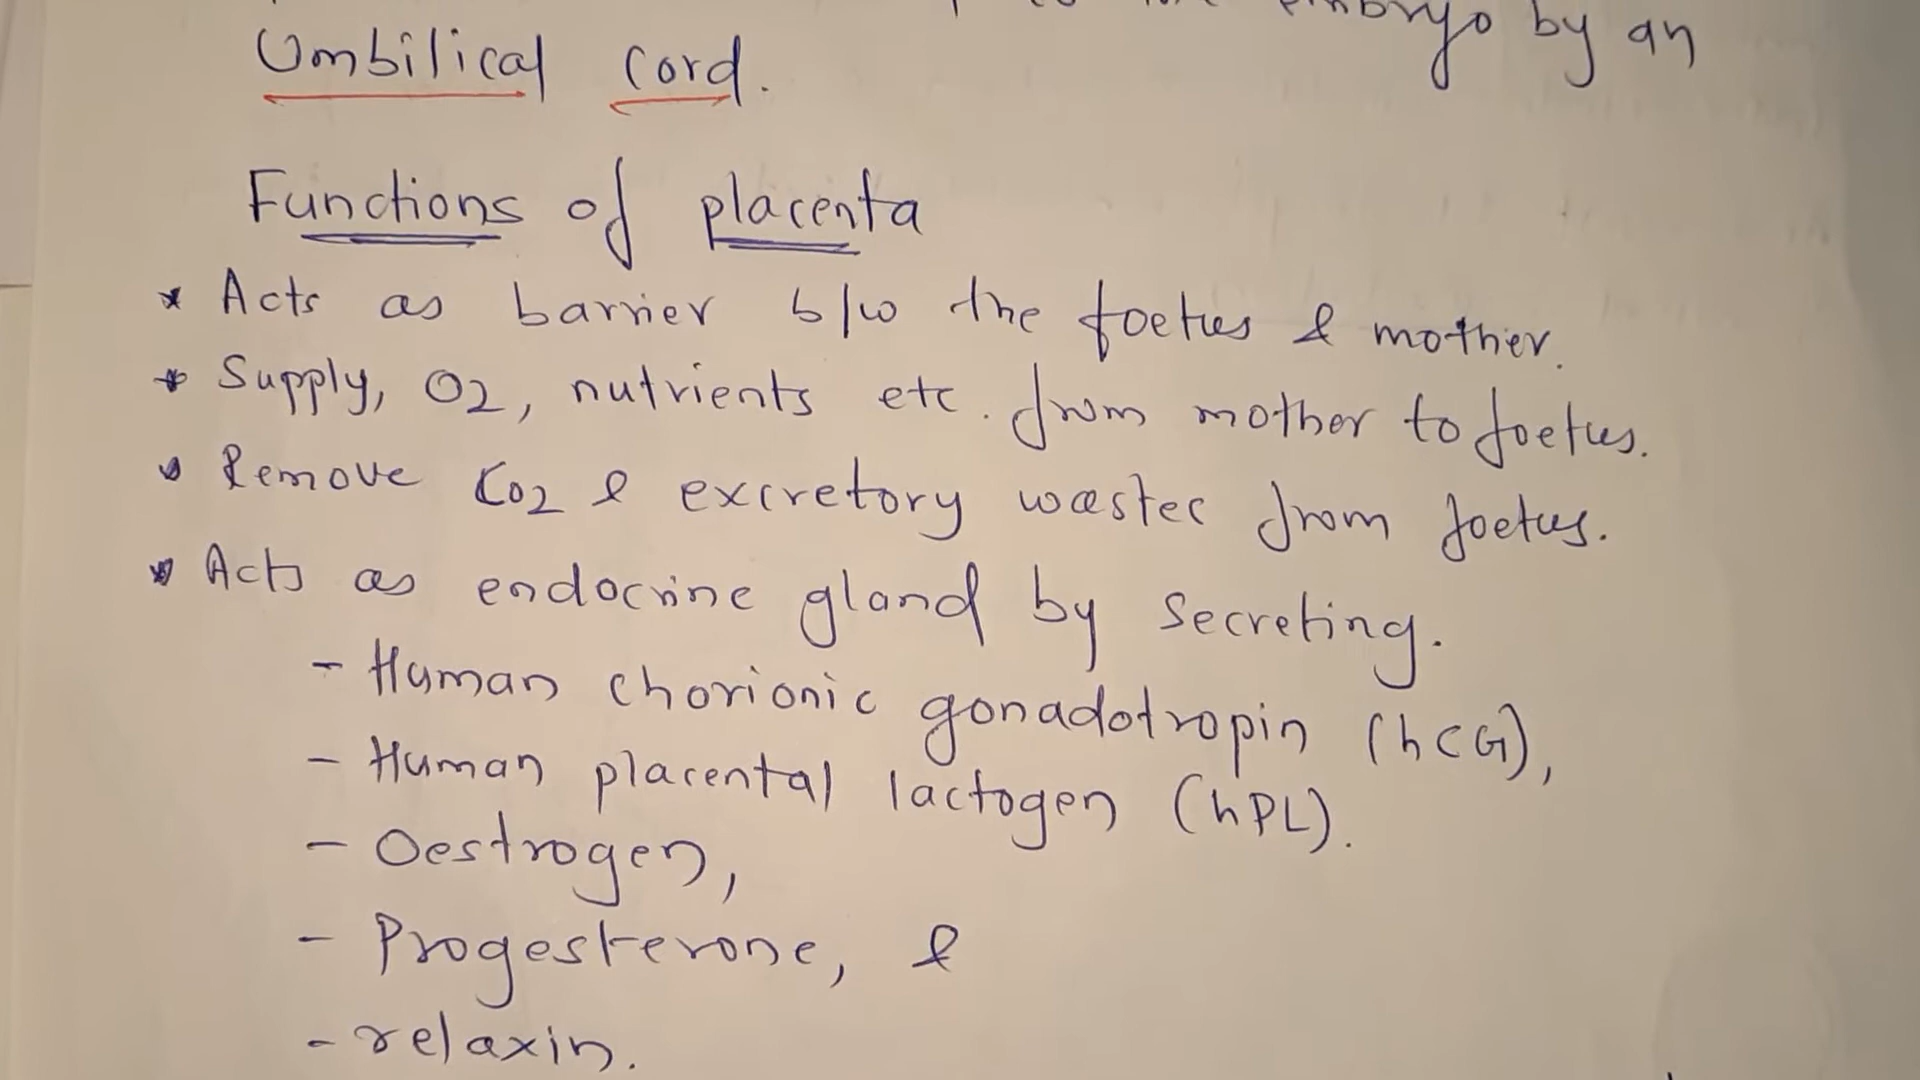 embryo by an
Umbilical cord.
Functions of placenta
* Acts as barrier b/w the foetus & mother.
* Supply, O2, nutrients etc. from mother to foetus.
* Remove CO2 & excretory wastes from foetus.
* Acts as endocrine gland by secreting.
- Human chorionic gonadotropin (hCG),
- Human placental lactogen (hPL).
- Oestrogen,
- Progesterone, &
- relaxin.